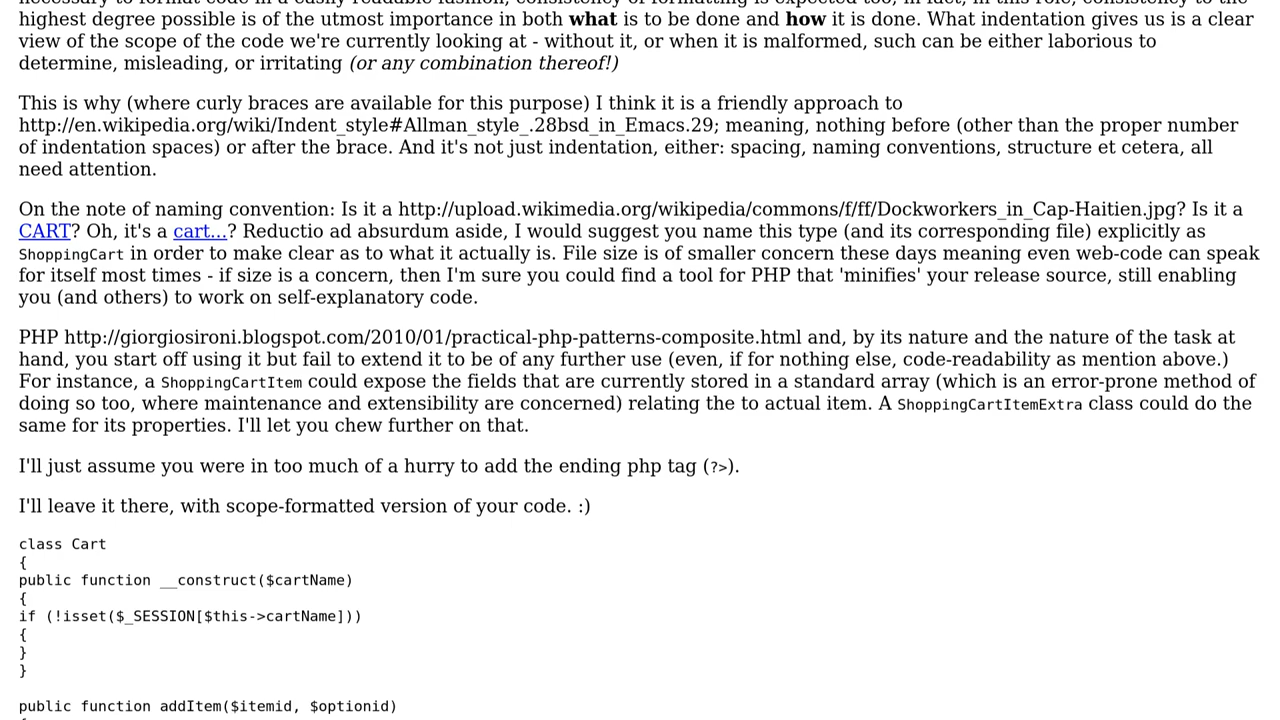 highest degree possible is of the utmost importance in both what is to be done and how it is done. What indentation gives us is a clear
view of the scope of the code we're currently looking at - without it, or when it is malformed, such can be either laborious to
determine, misleading, or irritating (or any combination thereof!)
This is why (where curly braces are available for this purpose) I think it is a friendly approach to
http://en.wikipedia.org/wiki/Indent_style#Allman_style_.28bsd_in_Emacs.29; meaning, nothing before (other than the proper number
of indentation spaces) or after the brace. And it's not just indentation, either: spacing, naming conventions, structure et cetera, all
need attention.
On the note of naming convention: Is it a http://upload.wikimedia.org/wikipedia/commons/f/ff/Dockworkers_in_Cap-Haitien.jpg? Is it a
CART? Oh, it's a cart...? Reductio ad absurdum aside, I would suggest you name this type (and its corresponding file) explicitly as
ShoppingCart in order to make clear as to what it actually is. File size is of smaller concern these days meaning even web-code can speak
for itself most times - if size is a concern, then I'm sure you could find a tool for PHP that 'minifies' your release source, still enabling
you (and others) to work on self-explanatory code.
PHP http://giorgiosironi.blogspot.com/2010/01/practical-php-patterns-composite.html and, by its nature and the nature of the task at
hand, you start off using it but fail to extend it to be of any further use (even, if for nothing else, code-readability as mention above.)
For instance, a ShoppingCartItem could expose the fields that are currently stored in a standard array (which is an error-prone method of
doing so too, where maintenance and extensibility are concerned) relating the to actual item. A ShoppingCartItemExtra class could do the
same for its properties. I'll let you chew further on that.
I'll just assume you were in too much of a hurry to add the ending php tag (?>).
I'll leave it there, with scope-formatted version of your code. :)
class Cart
{
public function __construct($cartName)
{
if (!isset($_SESSION[$this->cartName]))
{
}
}
public function addItem($itemid, $optionid)